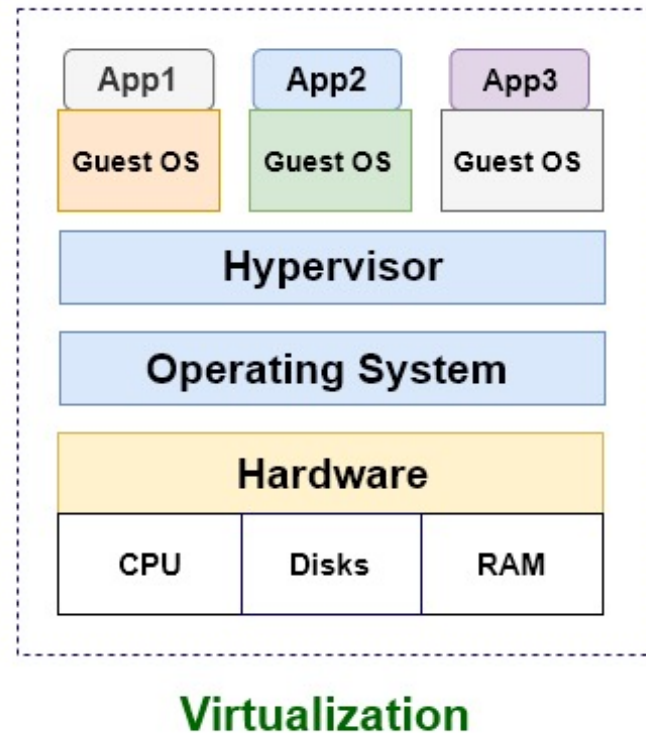 App1 App2 App3
Guest OS Guest OS Guest OS
Hypervisor
Operating System
Hardware
CPU Disks RAM
Virtualization